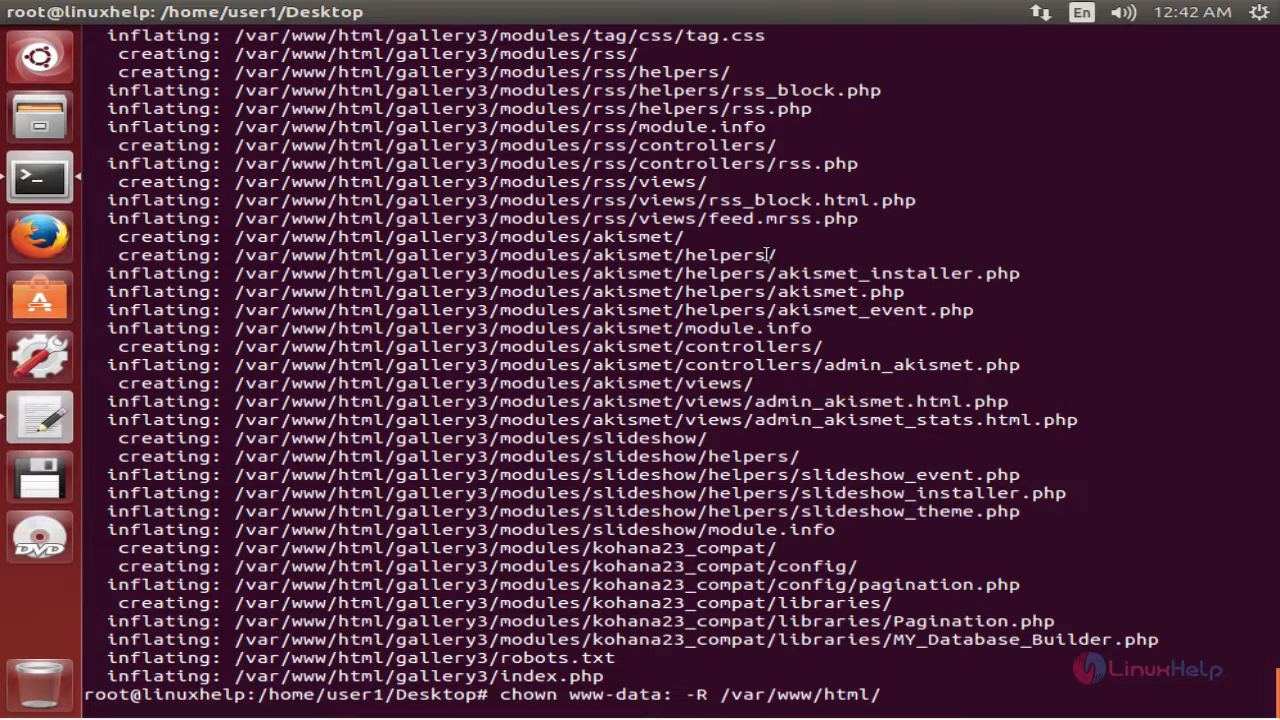 root@linuxhelp: /home/user1/Desktop
En
12:42 AM
inflating: /var/www/html/gallery3/modules/tag/css/tag.css
creating: /var/www/html/gallery3/modules/rss/
creating: /var/www/html/gallery3/modules/rss/helpers/
inflating: /var/www/html/gallery3/modules/rss/helpers/rss_block.php
inflating: /var/www/html/gallery3/modules/rss/helpers/rss.php
inflating: /var/www/html/gallery3/modules/rss/module.info
creating: /var/www/html/gallery3/modules/rss/controllers/
inflating: /var/www/html/gallery3/modules/rss/controllers/rss.php
creating: /var/www/html/gallery3/modules/rss/views/
inflating: /var/www/html/gallery3/modules/rss/views/rss_block.html.php
inflating: /var/www/html/gallery3/modules/rss/views/feed.mrss.php
creating: /var/www/html/gallery3/modules/akismet/
creating: /var/www/html/gallery3/modules/akismet/helpers/
inflating: /var/www/html/gallery3/modules/akismet/helpers/akismet_installer.php
inflating: /var/www/html/gallery3/modules/akismet/helpers/akismet.php
inflating: /var/www/html/gallery3/modules/akismet/helpers/akismet_event.php
inflating: /var/www/html/gallery3/modules/akismet/module.info
creating: /var/www/html/gallery3/modules/akismet/controllers/
inflating: /var/www/html/gallery3/modules/akismet/controllers/admin_akismet.php
creating: /var/www/html/gallery3/modules/akismet/views/
inflating: /var/www/html/gallery3/modules/akismet/views/admin_akismet.html.php
inflating: /var/www/html/gallery3/modules/akismet/views/admin_akismet_stats.html.php
creating: /var/www/html/gallery3/modules/slideshow/
creating: /var/www/html/gallery3/modules/slideshow/helpers/
inflating: /var/www/html/gallery3/modules/slideshow/helpers/slideshow_event.php
inflating: /var/www/html/gallery3/modules/slideshow/helpers/slideshow_installer.php
inflating: /var/www/html/gallery3/modules/slideshow/helpers/slideshow_theme.php
inflating: /var/www/html/gallery3/modules/slideshow/module.info
creating: /var/www/html/gallery3/modules/kohana23_compat/
creating: /var/www/html/gallery3/modules/kohana23_compat/config/
inflating: /var/www/html/gallery3/modules/kohana23_compat/config/pagination.php
creating: /var/www/html/gallery3/modules/kohana23_compat/libraries/
inflating: /var/www/html/gallery3/modules/kohana23_compat/libraries/Pagination.php
inflating: /var/www/html/gallery3/modules/kohana23_compat/libraries/MY_Database_Builder.php
inflating: /var/www/html/gallery3/robots.txt
inflating: /var/www/html/gallery3/index.php
root@linuxhelp:/home/user1/Desktop# chown www-data: -R /var/www/html/
>_
A
DVD
LinuxHelp